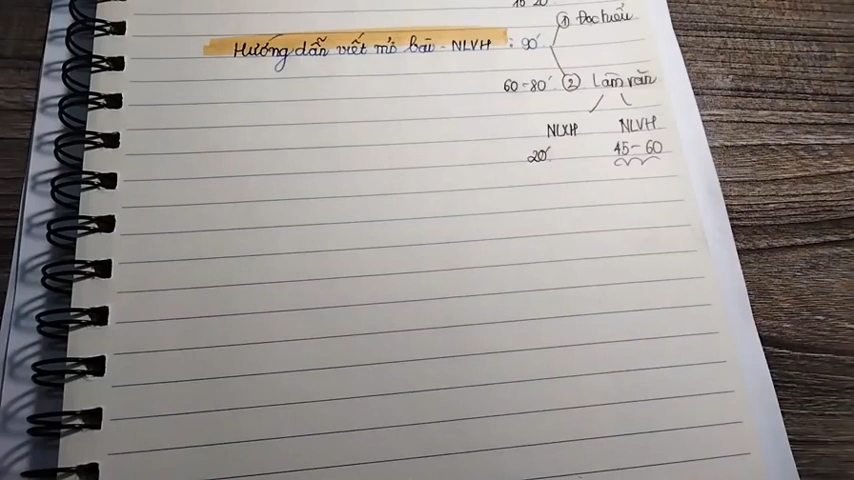 ① Đọc hiểu
Hướng dẫn viết mở bài - NLVH : 90'
60-80' ② Làm văn
NLXH NLVH
20' 45-60